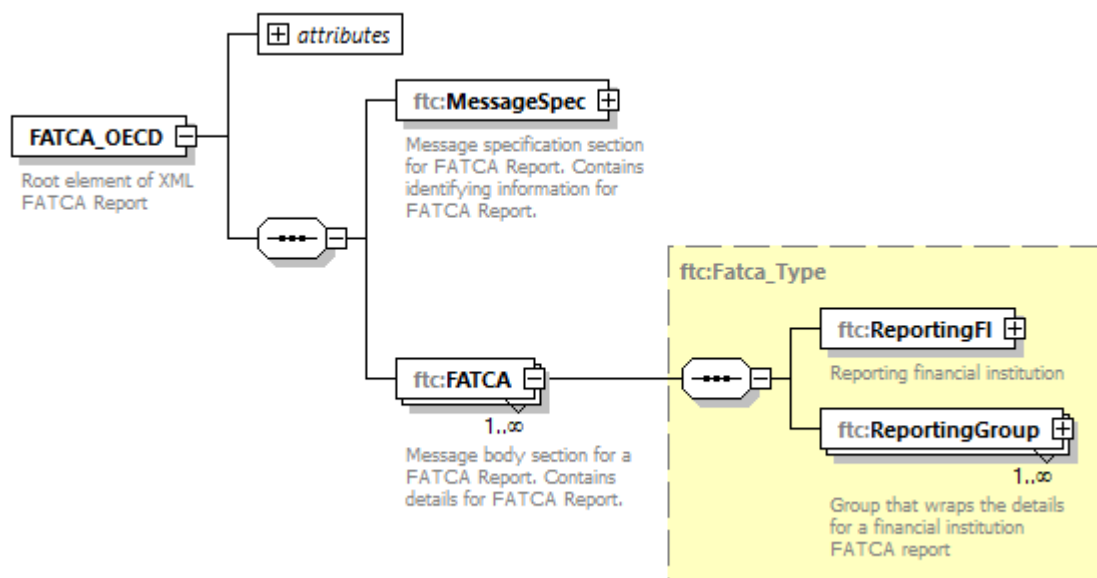 attributes
ftc:MessageSpec
FATCA_OECD
Message specification section
for FATCA Report. Contains
identifying information for
FATCA Report.
Root element of XML
FATCA Report
ftc:Fatca_Type
ftc:ReportingFI
Reporting financial institution
ftc:FATCA
1..∞
Message body section for a
FATCA Report. Contains
details for FATCA Report.
ftc:ReportingGroup
1..∞
Group that wraps the details
for a financial institution
FATCA report